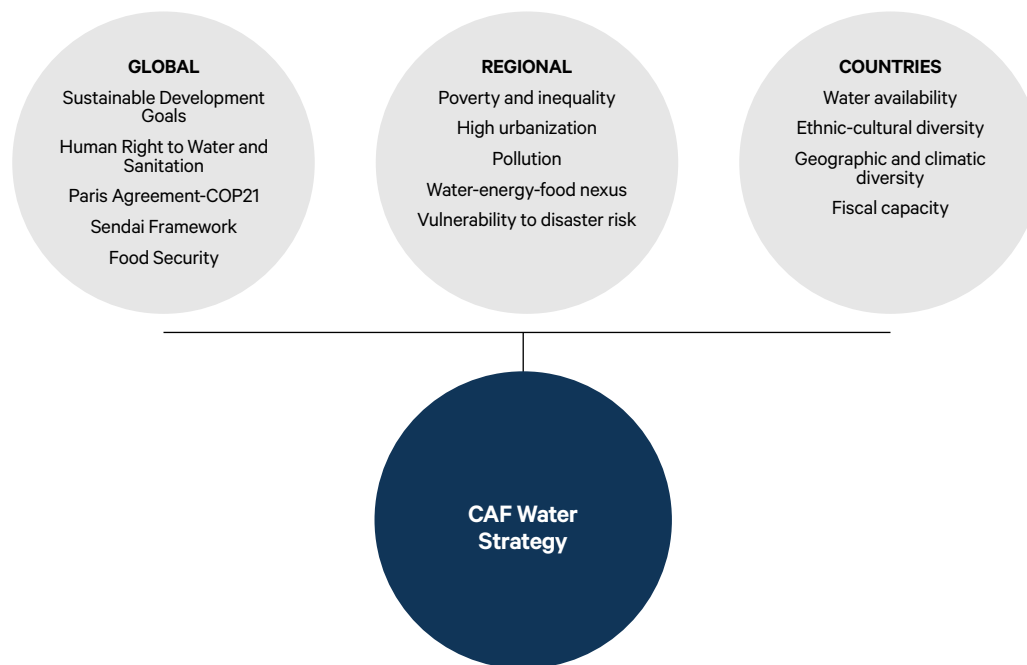 GLOBAL
Sustainable Development
Goals
Human Right to Water and
Sanitation
Paris Agreement-COP21
Sendai Framework
Food Security
REGIONAL
Poverty and inequality
High urbanization
Pollution
Water-energy-food nexus
Vulnerability to disaster risk
COUNTRIES
Water availability
Ethnic-cultural diversity
Geographic and climatic
diversity
Fiscal capacity
CAF Water
Strategy